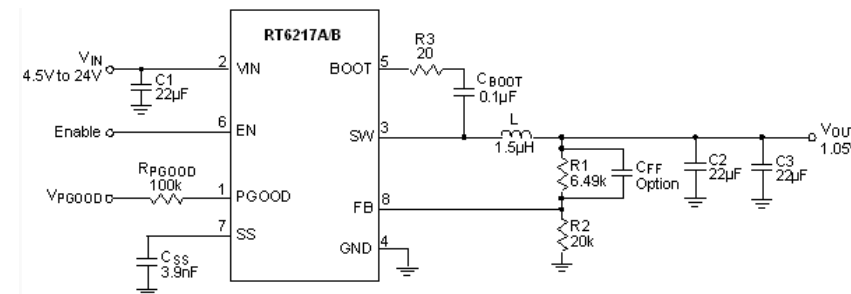 RT6217A/B
VIN
4.5V to 24V
C1
22μF
2
VIN
BOOT
5
R3
20
CBOOT
0.1μF
Enable
6
EN
SW
3
L
1.5μH
VOUT
1.05V
RPGOOD
100k
VPGOOD
1
PGOOD
R1
6.49k
CFF
Option
C2
22μF
C3
22μF
FB
8
7
SS
CSS
3.9nF
GND
4
R2
20k